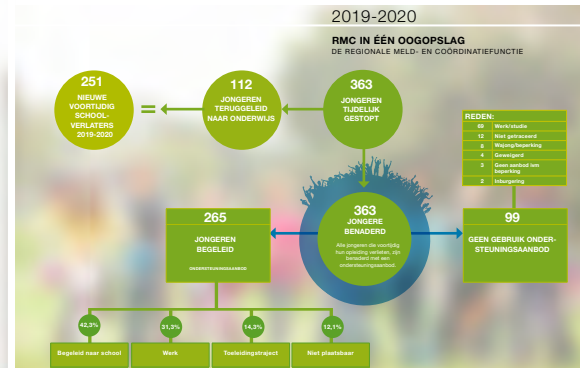 2019-2020
RMC IN ÉÉN OOGOPSLAG
DE REGIONALE MELD- EN COÖRDINATIEFUNCTIE
251
NIEUWE
VOORTIJDIG
SCHOOL-
VERLATERS
2019-2020
=
112
JONGEREN
TERUGGELEID
NAAR ONDERWIJS
363
JONGEREN
TIJDELIJK
GESTOPT
REDEN:
69 Werk/studie
12 Niet getraceerd
8 Wajong/beperking
4 Geweigerd
3 Geen aanbod ivm
beperking
2 Inburgering
265
JONGEREN
BEGELEID
ONDERSTEUNINGSAANBOD
363
JONGERE
BENADERD
Alle jongeren die voortijdig
hun opleiding verlieten, zijn
benaderd met een
ondersteuningsaanbod.
99
GEEN GEBRUIK ONDER-
STEUNINGSAANBOD
42,3%
31,3%
14,3%
12,1%
Begeleid naar school
Werk
Toeleidingstraject
Niet plaatsbaar